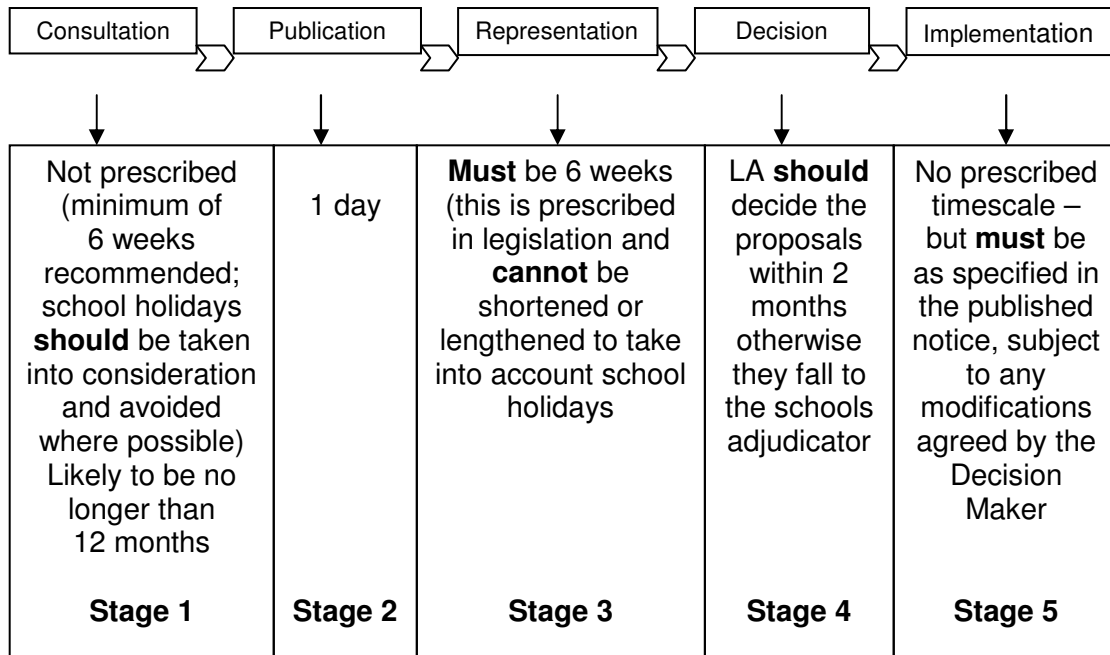 Consultation
Publication
Representation
Decision
Implementation
Not prescribed
(minimum of
6 weeks
recommended;
school holidays
should be taken
into consideration
and avoided
where possible)
Likely to be no
longer than
12 months
Stage 1
1 day
Stage 2
Must be 6 weeks
(this is prescribed
in legislation and
cannot be
shortened or
lengthened to take
into account school
holidays
Stage 3
LA should
decide the
proposals
within 2
months
otherwise
they fall to
the schools
adjudicator
Stage 4
No prescribed
timescale –
but must be
as specified in
the published
notice, subject
to any
modifications
agreed by the
Decision
Maker
Stage 5